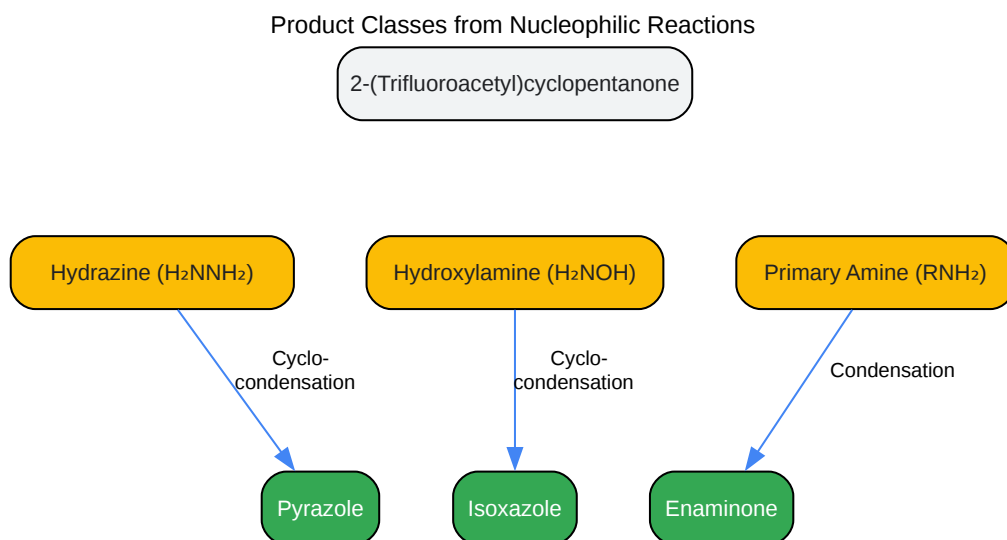 Product Classes from Nucleophilic Reactions
2-(Trifluoroacetyl)cyclopentanone
Hydrazine (H₂NNH₂)
Hydroxylamine (H₂NOH)
Primary Amine (RNH₂)
Cyclo-
condensation
Cyclo-
condensation
Condensation
Pyrazole
Isoxazole
Enaminone